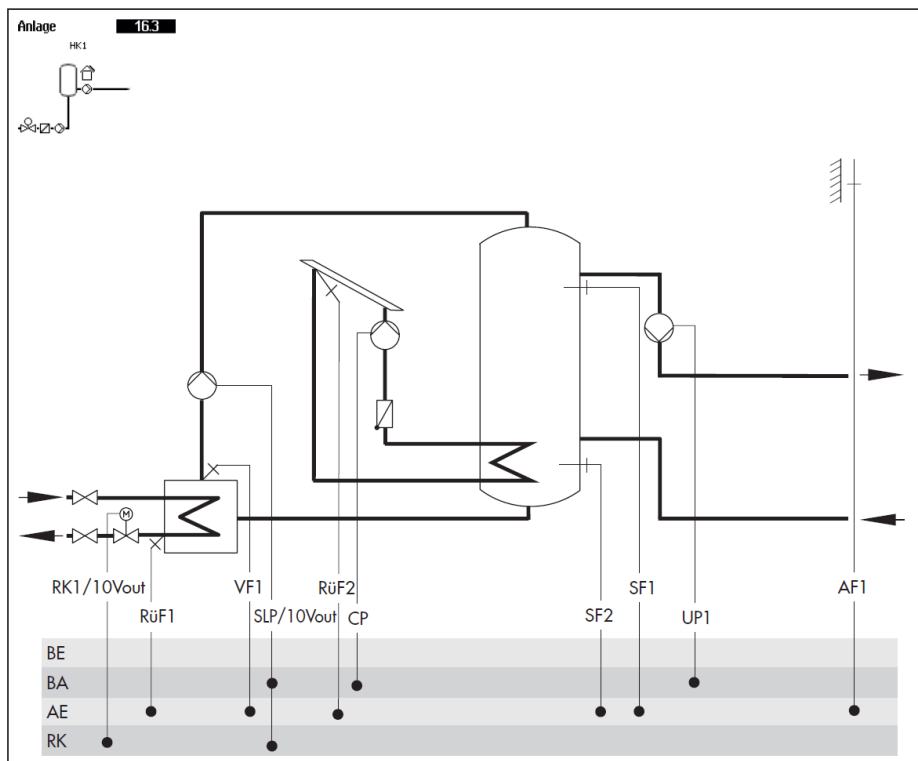 Anlage 16.3
HK1
M
RK1/10Vout VF1 RüF2 SF1 AF1
RüF1 SLP/10Vout CP SF2 UP1
BE
BA
AE
RK